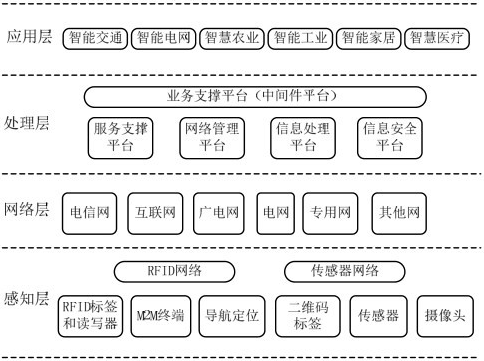 应用层
智能交通
智能电网
智慧农业
智能工业
智能家居
智慧医疗
业务支撑平台（中间件平台）
处理层
服务支撑
平台
网络管理
平台
信息处理
平台
信息安全
平台
网络层
电信网
互联网
广电网
电网
专用网
其他网
RFID网络
传感器网络
感知层
RFID标签
和读写器
M2M终端
导航定位
二维码
标签
传感器
摄像头